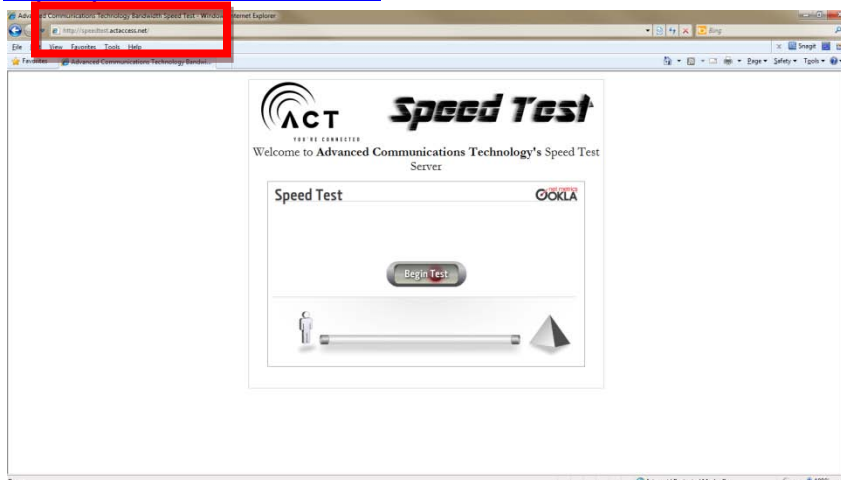 Advanced Communications Technology Bandwidth Speed Test - Windows Internet Explorer
http://speedtest.actaccess.net/
Bing
File View Favorites Tools Help
x Snagit
Favorites Advanced Communications Technology Bandwi...
Page Safety Tools
ACT Speed Test
YOU'RE CONNECTED
Welcome to Advanced Communications Technology's Speed Test
Server
Speed Test
net metrics
OOKLA
Begin Test